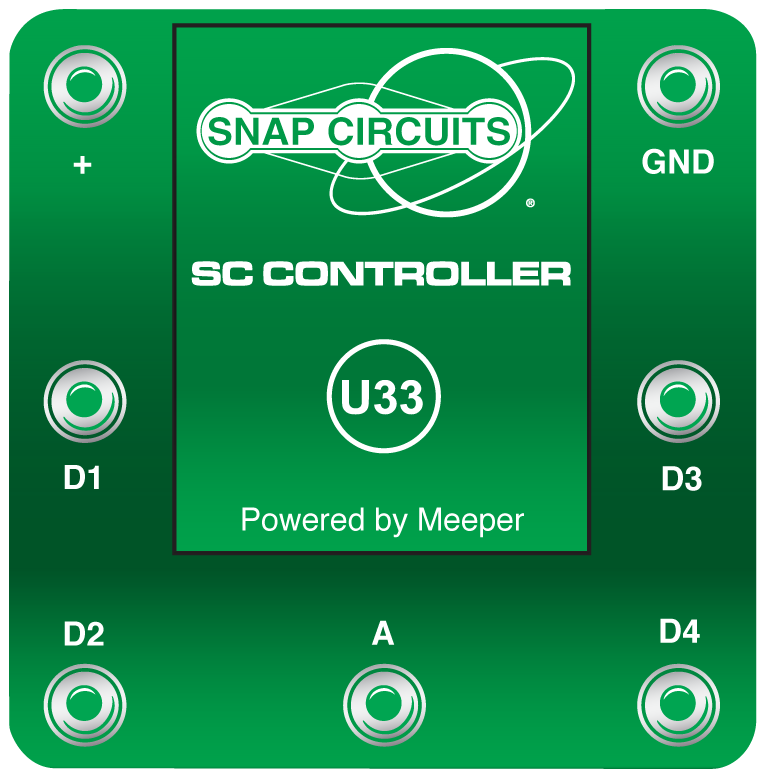 SNAP CIRCUITS
®
+
GND
SC CONTROLLER
U33
D1
D3
Powered by Meeper
D2
A
D4